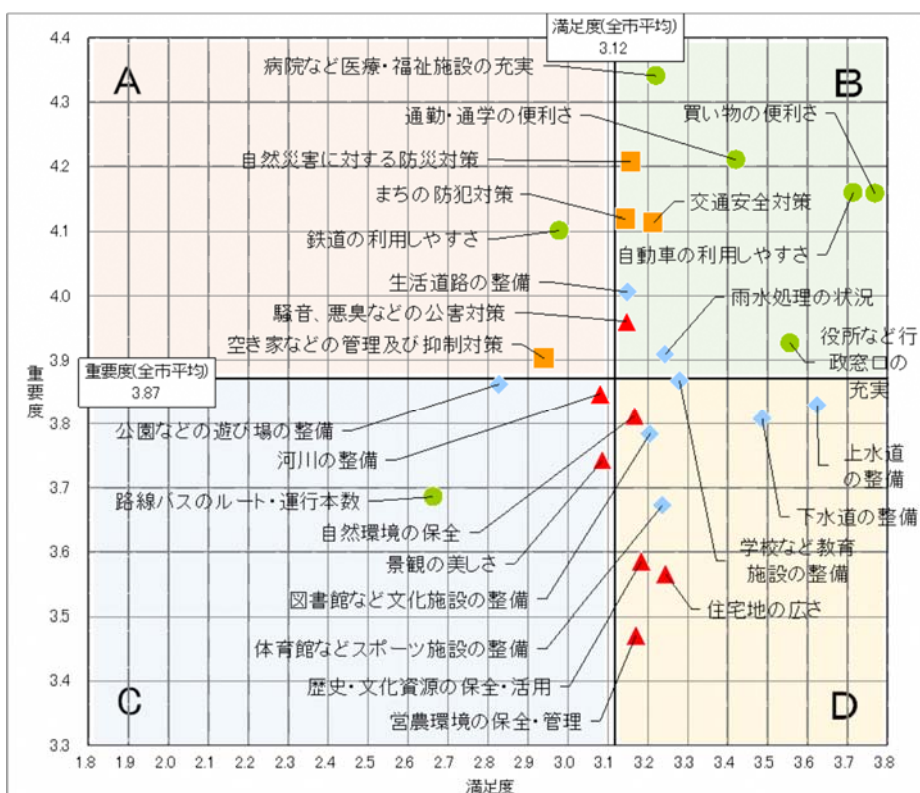 満足度(全市平均)
3.12
A
B
病院など医療・福祉施設の充実
通勤・通学の便利さ
買い物の便利さ
自然災害に対する防災対策
まちの防犯対策
交通安全対策
鉄道の利用しやすさ
自動車の利用しやすさ
生活道路の整備
雨水処理の状況
騒音、悪臭などの公害対策
空き家などの管理及び抑制対策
役所など行
政窓口の
充実
重要度(全市平均)
3.87
公園などの遊び場の整備
河川の整備
上水道
の整備
路線バスのルート・運行本数
下水道の整備
自然環境の保全
学校など教育
施設の整備
景観の美しさ
図書館など文化施設の整備
住宅地の広さ
体育館などスポーツ施設の整備
歴史・文化資源の保全・活用
営農環境の保全・管理
C
D
重要度
4.4
4.3
4.2
4.1
4.0
3.9
3.8
3.7
3.6
3.5
3.4
3.3
1.8 1.9 2.0 2.1 2.2 2.3 2.4 2.5 2.6 2.7 2.8 2.9 3.0 3.1 3.2 3.3 3.4 3.5 3.6 3.7 3.8
満足度